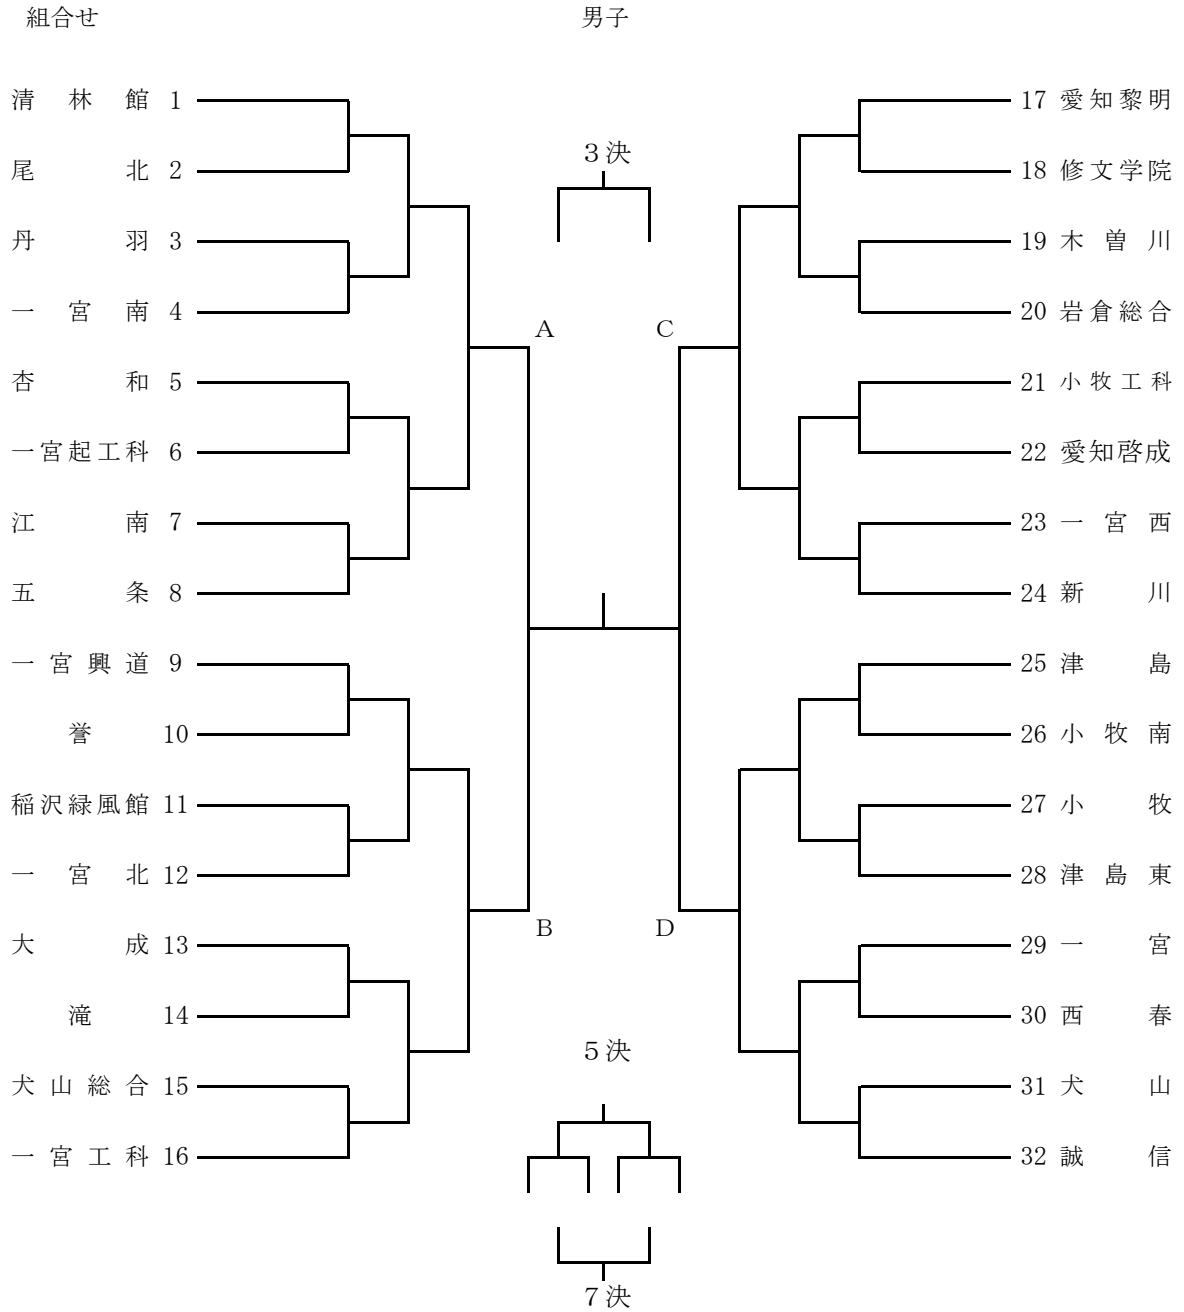 組合せ
男子
清林館 1
尾北 2
丹羽 3
一宮南 4
杏和 5
一宮起工科 6
江南 7
五条 8
一宮興道 9
誉 10
稲沢緑風館 11
一宮北 12
大成 13
滝 14
犬山総合 15
一宮工科 16
3決
A
C
B
D
5決
7決
17 愛知黎明
18 修文学院
19 木曽川
20 岩倉総合
21 小牧工科
22 愛知啓成
23 一宮西
24 新川
25 津島
26 小牧南
27 小牧
28 津島東
29 一宮
30 西春
31 犬山
32 誠信